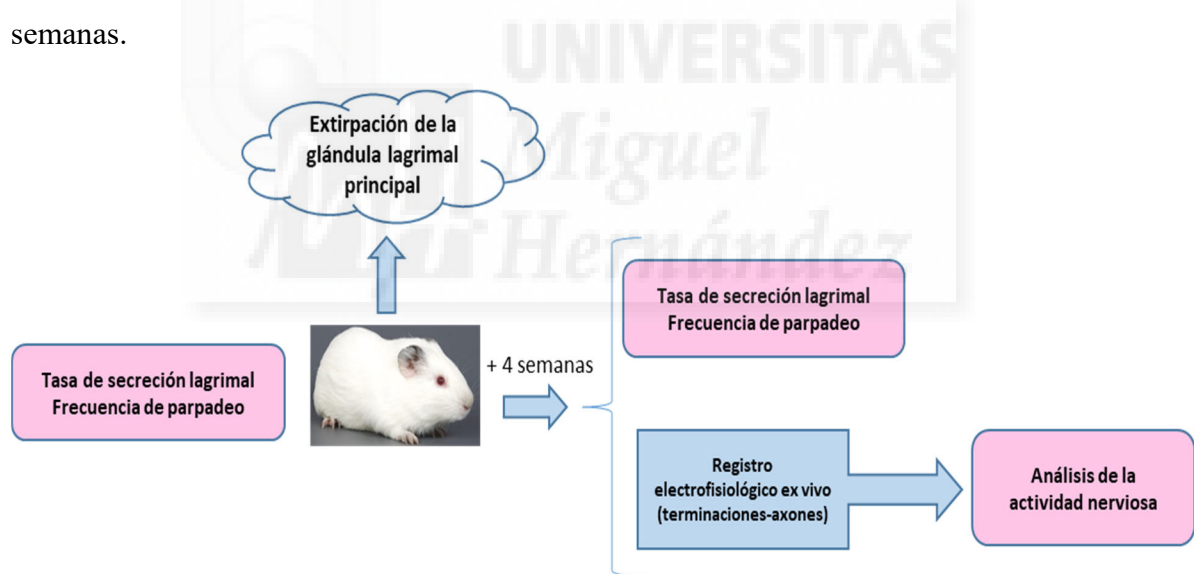 semanas.
UNIVERSITAS
Miguel
Hernández
Extirpación de la
glándula lagrimal
principal
Tasa de secreción lagrimal
Frecuencia de parpadeo
+ 4 semanas
Tasa de secreción lagrimal
Frecuencia de parpadeo
Registro
electrofisiológico ex vivo
(terminaciones-axones)
Análisis de la
actividad nerviosa